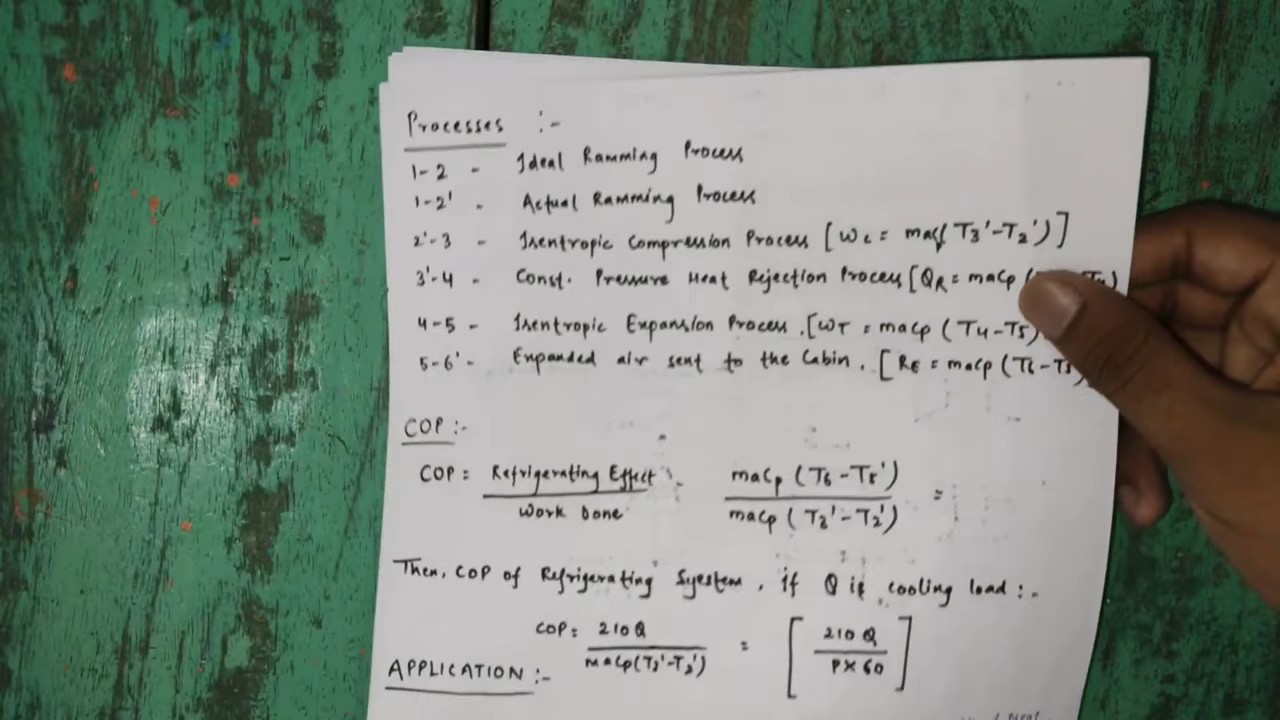 Processes :-
1-2 - Ideal Ramming Process
1-2' - Actual Ramming Process
2'-3 - Isentropic Compression Process [Wc = macp(T3'-T2')]
3'-4 - Const. Pressure Heat Rejection Process [QR = macp (
4-5 - Isentropic Expansion Process. [WT = macp (T4-T5)
5-6' - Expanded air sent to the Cabin. [RE = macp (T6-T5
COP :-
COP = Refrigerating Effect / Work Done macp (T6-T5') / macp (T3'-T2') =
Then, COP of Refrigerating Syestem, if Q is cooling load :-
COP = 210 Q / macp(T3'-T2') = [210 Q / P×60]
APPLICATION :-